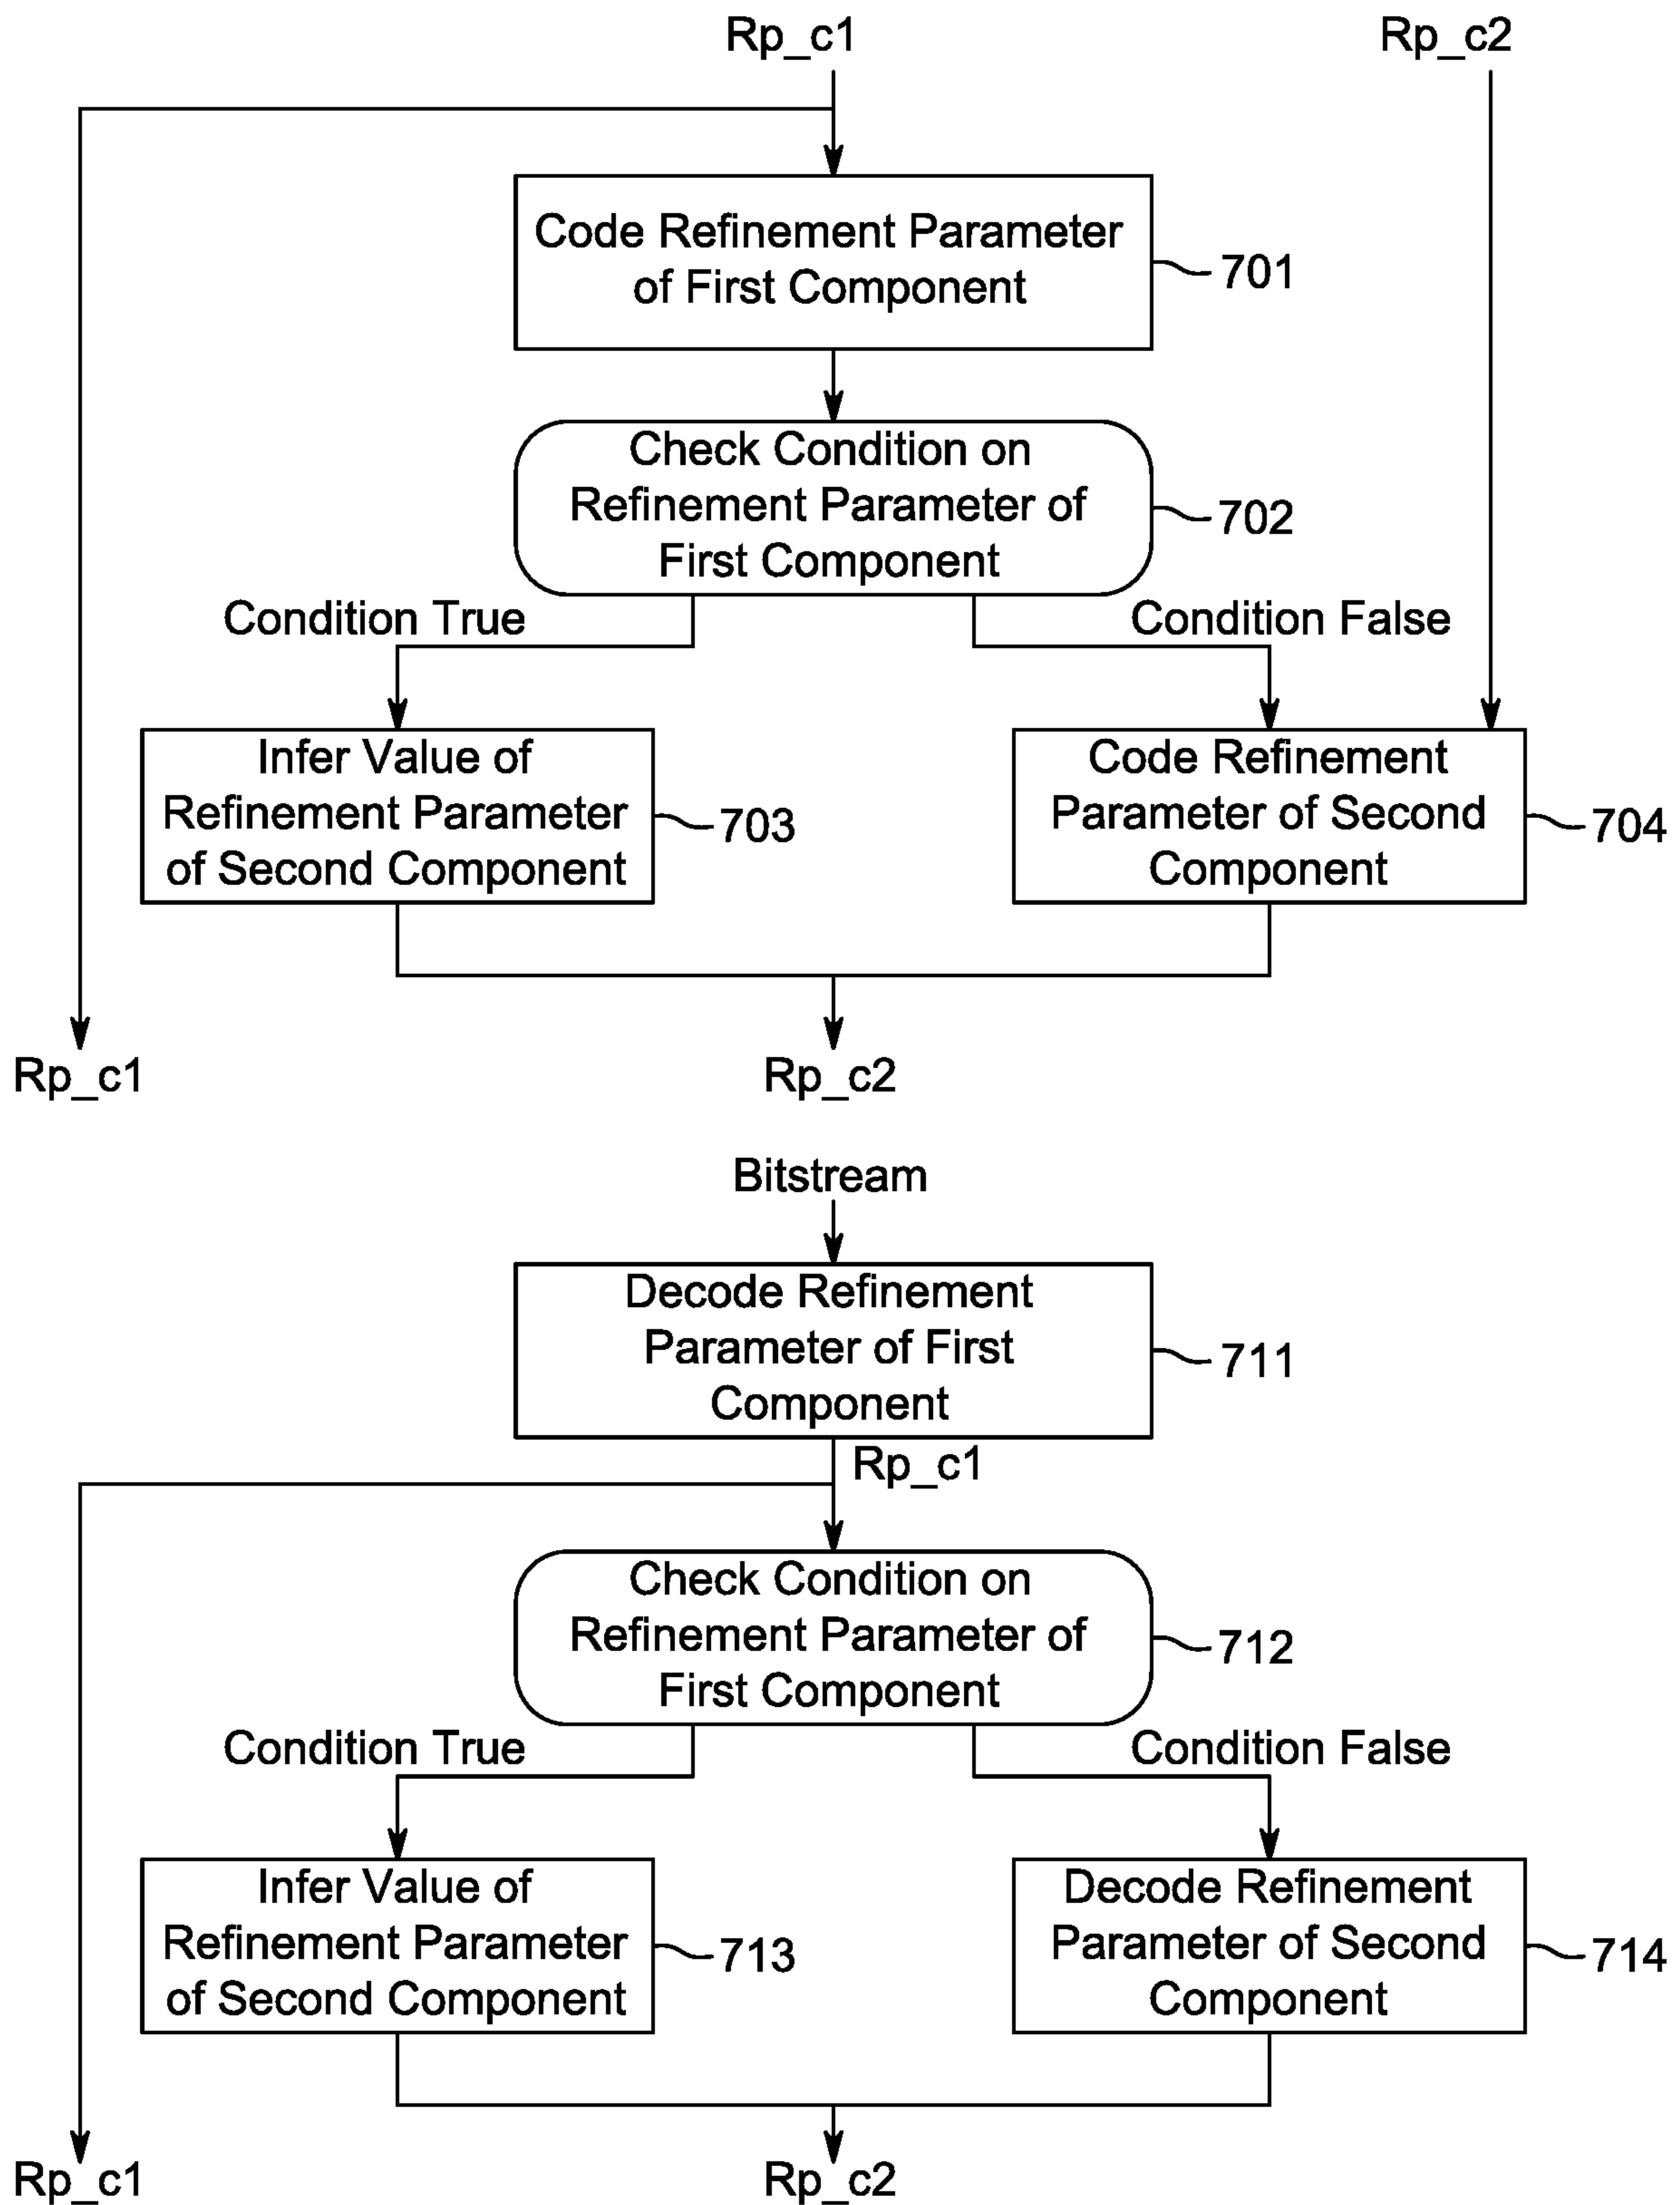 Rp_c1
Rp_c2
Code Refinement Parameter
of First Component
701
Check Condition on
Refinement Parameter of
First Component
702
Condition True
Condition False
Infer Value of
Refinement Parameter
of Second Component
703
Code Refinement
Parameter of Second
Component
704
Rp_c1
Rp_c2
Bitstream
Decode Refinement
Parameter of First
Component
711
Rp_c1
Check Condition on
Refinement Parameter of
First Component
712
Condition True
Condition False
Infer Value of
Refinement Parameter
of Second Component
713
Decode Refinement
Parameter of Second
Component
714
Rp_c1
Rp_c2